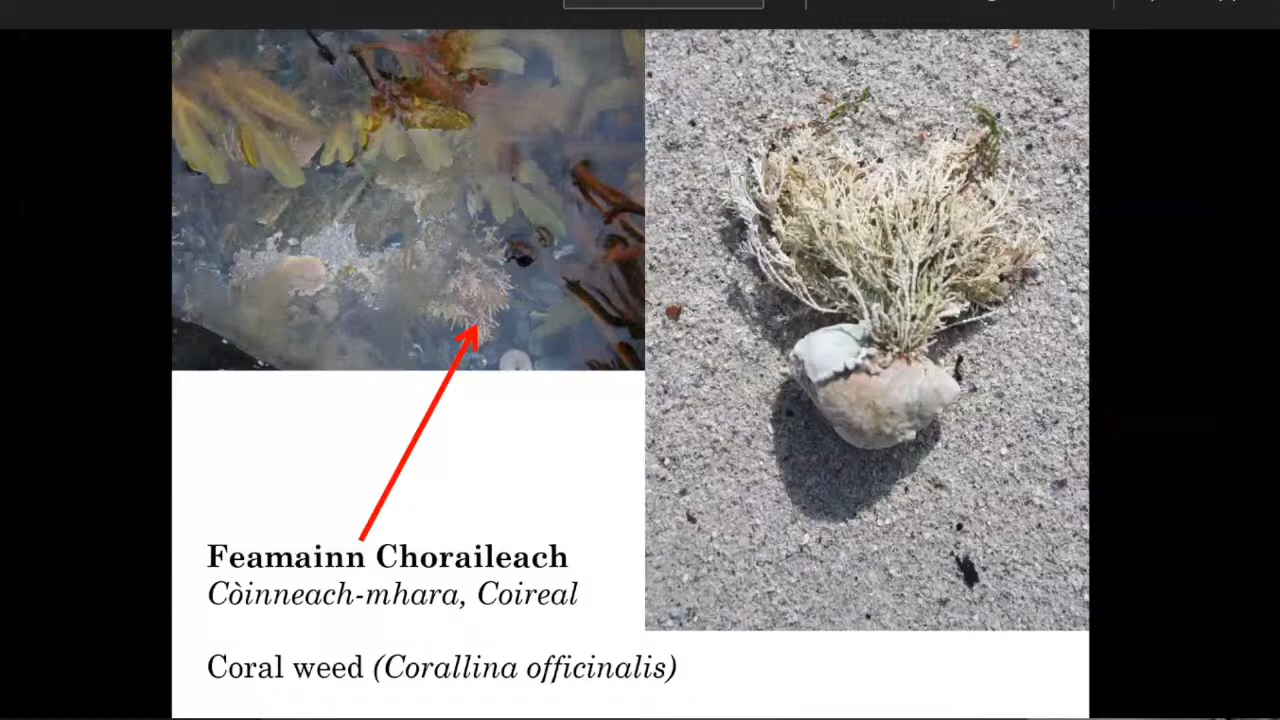 Feamainn Choraileach
Còinneach-mhara, Coireal
Coral weed (Corallina officinalis)